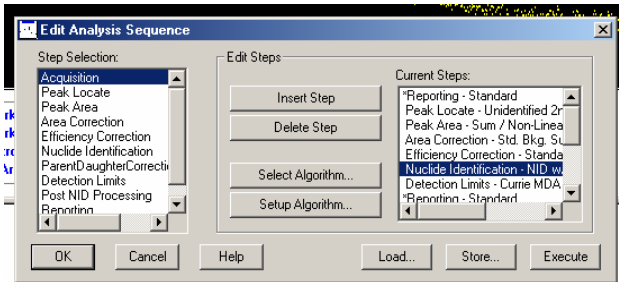 Edit Analysis Sequence
Step Selection:
Acquisition
Peak Locate
Peak Area
Area Correction
Efficiency Correction
Nuclide Identification
ParentDaughterCorrecti
Detection Limits
Post NID Processing
Reporting
Edit Steps
Insert Step
Delete Step
Select Algorithm...
Setup Algorithm...
Current Steps:
*Reporting - Standard
Peak Locate - Unidentified 2n
Peak Area - Sum / Non-Linea
Area Correction - Std. Bkg. Su
Efficiency Correction - Standa
Nuclide Identification - NID w.
Detection Limits - Currie MDA
*Reporting - Standard
OK
Cancel
Help
Load...
Store...
Execute